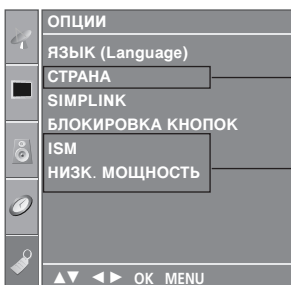 ОПЦИИ
ЯЗЫК (Language)
СТРАНА
SIMPLINK
БЛОКИРОВКА КНОПОК
ISM
НИЗК. МОЩНОСТЬ
▲▼ ◄► OK MENU